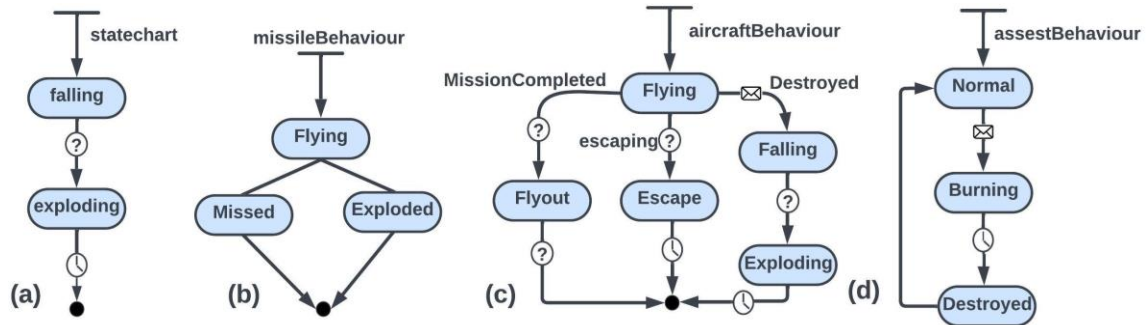 statechart
falling
?
exploding
(a)
missileBehaviour
Flying
Missed
Exploded
(b)
aircraftBehaviour
MissionCompleted
Flying
Destroyed
?
escaping
?
Falling
Flyout
Escape
?
?
Exploding
(c)
assestBehaviour
Normal
Burning
Destroyed
(d)